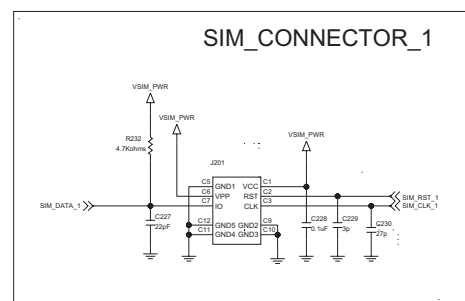 SIM_CONNECTOR_1
VSIM_PWR
VSIM_PWR
VSIM_PWR
R232
4.7Kohms
J201
C5 GND1 VCC C1
C6 VPP RST C2
C7 IO CLK C3
SIM_DATA_1
SIM_RST_1
SIM_CLK_1
C227
22pF
C12 GND5 GND2 C9
C11 GND4 GND3 C10
C228
0.1uF
C229
3p
C230
27p